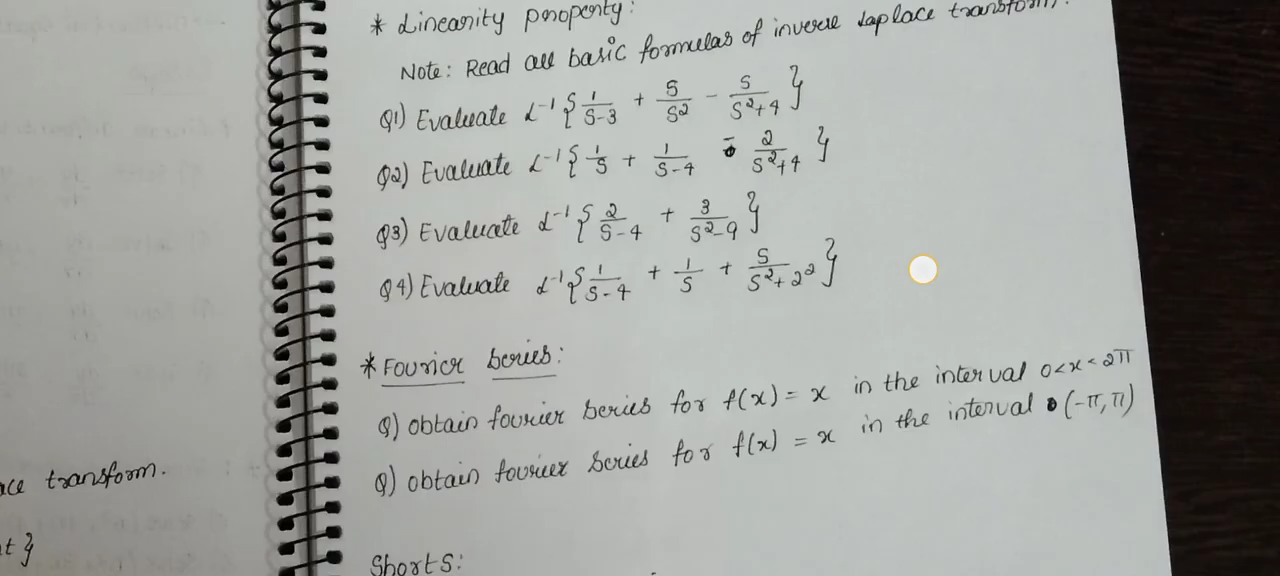 * Linearity property:
Note: Read all basic formulas of inverse Laplace transform.
Q1) Evaluate L⁻¹{ 1/(S-3) + 5/S² - S/(S²+4) }
Q2) Evaluate L⁻¹{ 1/S + 1/(S-4) - 2/(S²+4) }
Q3) Evaluate L⁻¹{ 2/(S-4) + 3/(S²-9) }
Q4) Evaluate L⁻¹{ 1/(S-4) + 1/S + S/(S²+2²) }
* Fourier Series:
Q) Obtain fourier series for f(x) = x in the interval 0<x<2π
Q) Obtain fourier series for f(x) = x in the interval (-π,π)
transform.
t}
Shorts: